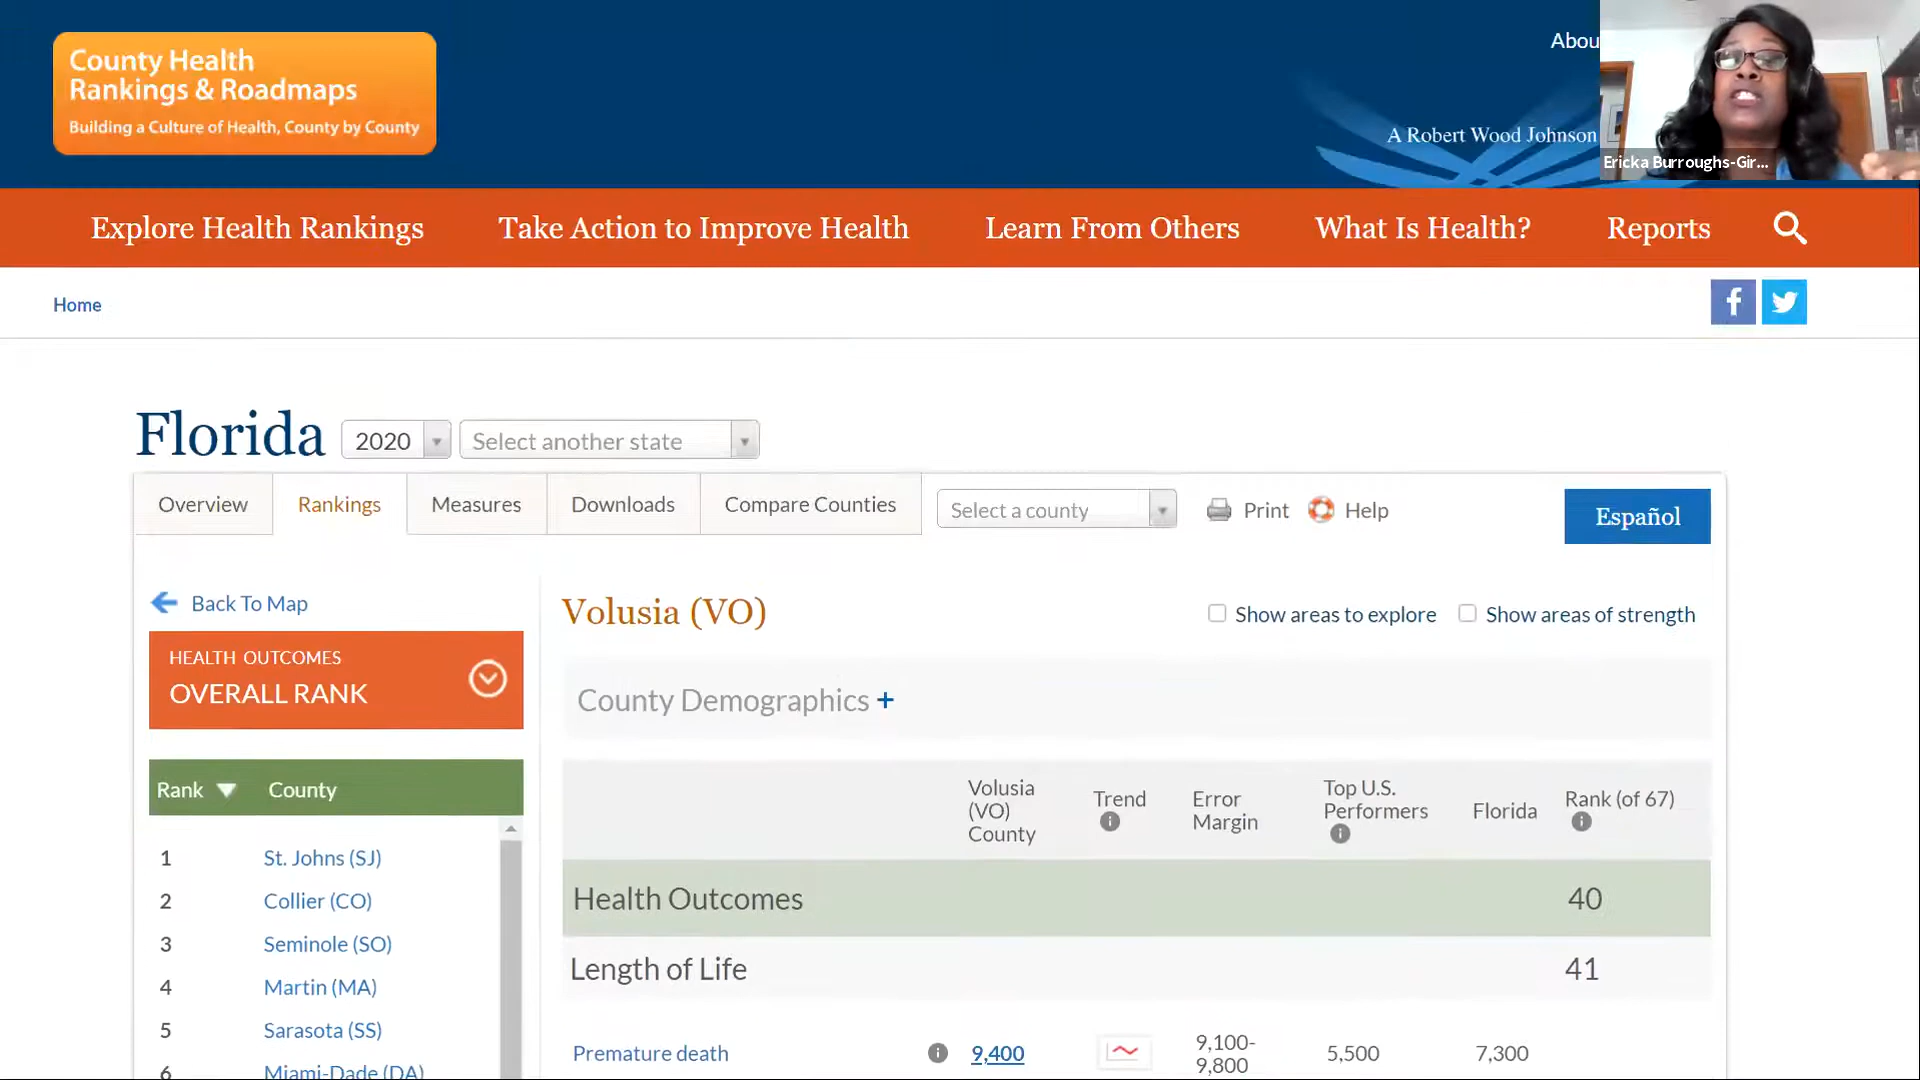 County Health
Rankings & Roadmaps
Building a Culture of Health, County by County
Abou
A Robert Wood Johnson
Ericka Burroughs-Gir...
Explore Health Rankings
Take Action to Improve Health
Learn From Others
What Is Health?
Reports
Home
Florida
2020
Select another state
Overview
Rankings
Measures
Downloads
Compare Counties
Select a county
Print
Help
Español
Back To Map
HEALTH OUTCOMES
OVERALL RANK
Rank County
1 St. Johns (SJ)
2 Collier (CO)
3 Seminole (SO)
4 Martin (MA)
5 Sarasota (SS)
6 Miami-Dade (DA)
Volusia (VO)
Show areas to explore
Show areas of strength
County Demographics +
Volusia
(VO)
County
Trend
Error
Margin
Top U.S.
Performers
Florida
Rank (of 67)
Health Outcomes 40
Length of Life 41
Premature death 9,400 9,100-
9,800 5,500 7,300